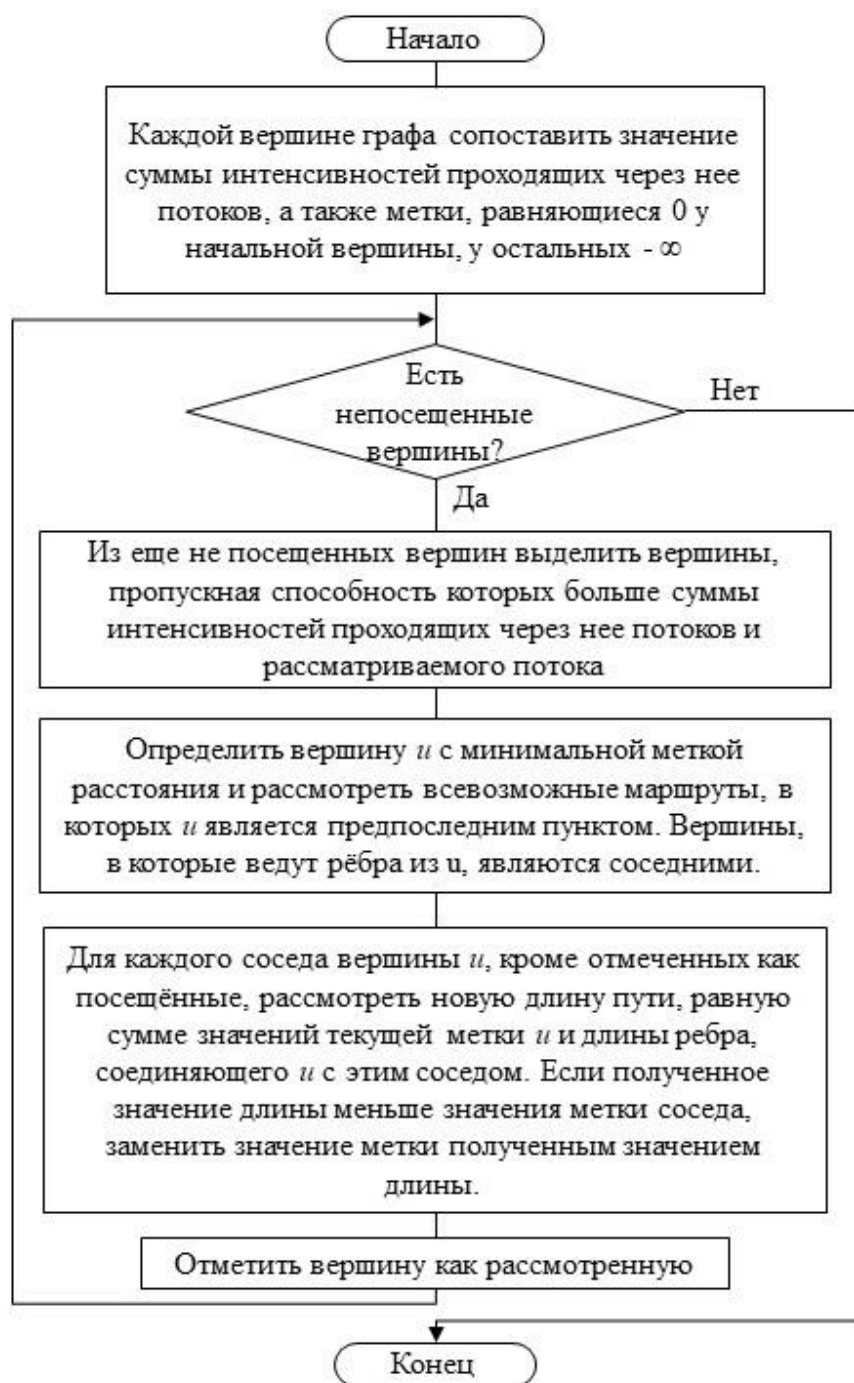 Начало
Каждой вершине графа сопоставить значение
суммы интенсивностей проходящих через нее
потоков, а также метки, равняющиеся 0 у
начальной вершины, у остальных - ∞
Есть
непосещенные
вершины?
Нет
Да
Из еще не посещенных вершин выделить вершины,
пропускная способность которых больше суммы
интенсивностей проходящих через нее потоков и
рассматриваемого потока
Определить вершину u с минимальной меткой
расстояния и рассмотреть всевозможные маршруты, в
которых u является предпоследним пунктом. Вершины,
в которые ведут рёбра из u, являются соседними.
Для каждого соседа вершины u, кроме отмеченных как
посещённые, рассмотреть новую длину пути, равную
сумме значений текущей метки u и длины ребра,
соединяющего u с этим соседом. Если полученное
значение длины меньше значения метки соседа,
заменить значение метки полученным значением
длины.
Отметить вершину как рассмотренную
Конец